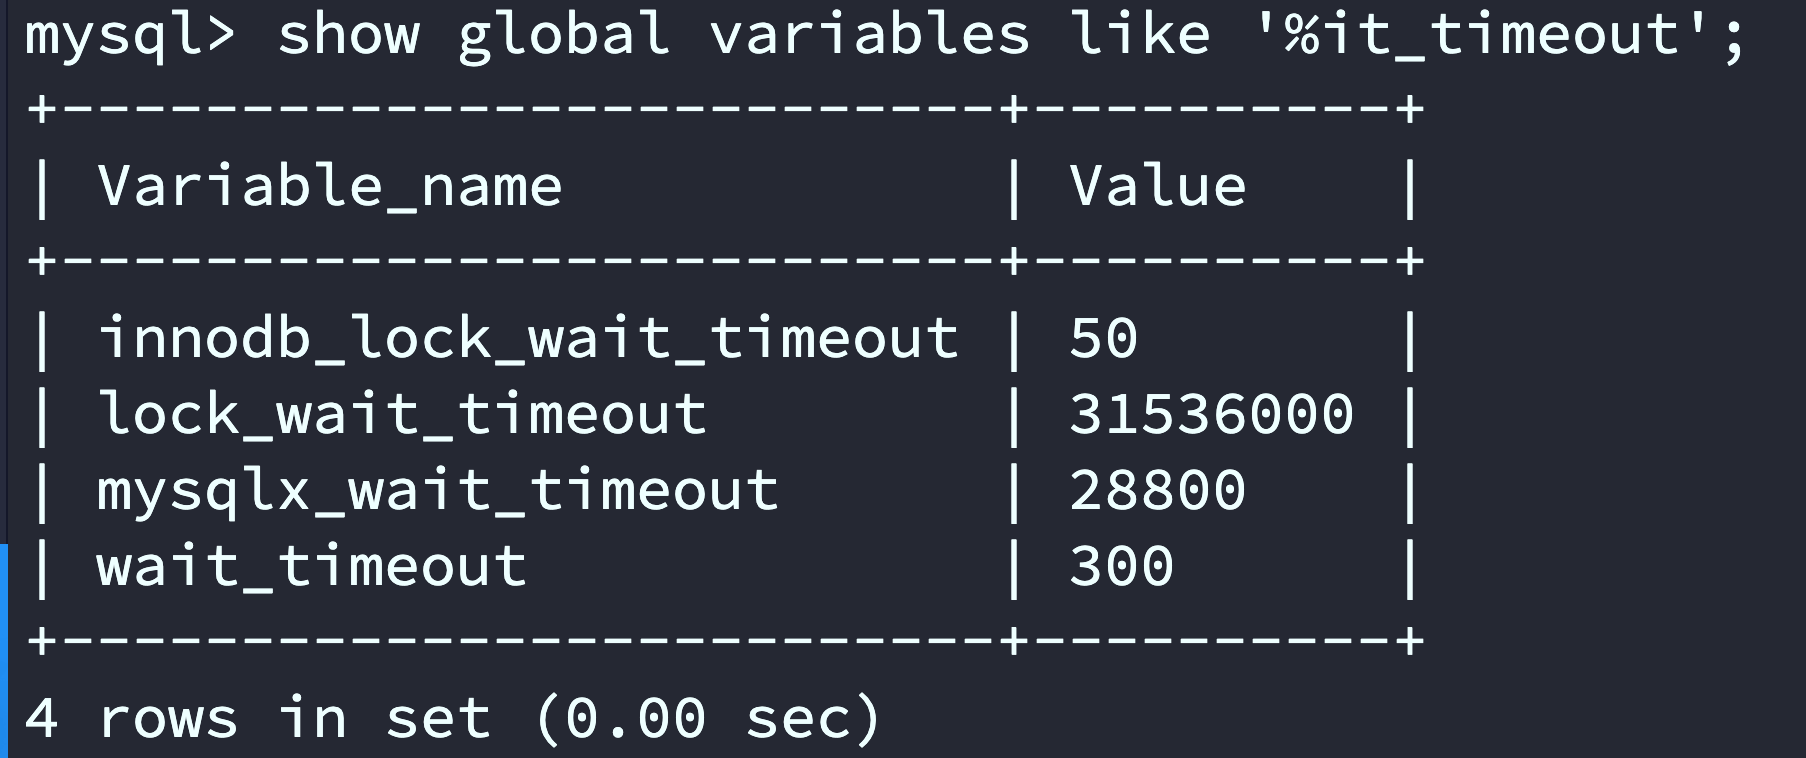 mysql> show global variables like '%it_timeout';
+--------------------------+----------+
| Variable_name            | Value    |
+--------------------------+----------+
| innodb_lock_wait_timeout | 50       |
| lock_wait_timeout        | 31536000 |
| mysqlx_wait_timeout      | 28800    |
| wait_timeout             | 300      |
+--------------------------+----------+
4 rows in set (0.00 sec)